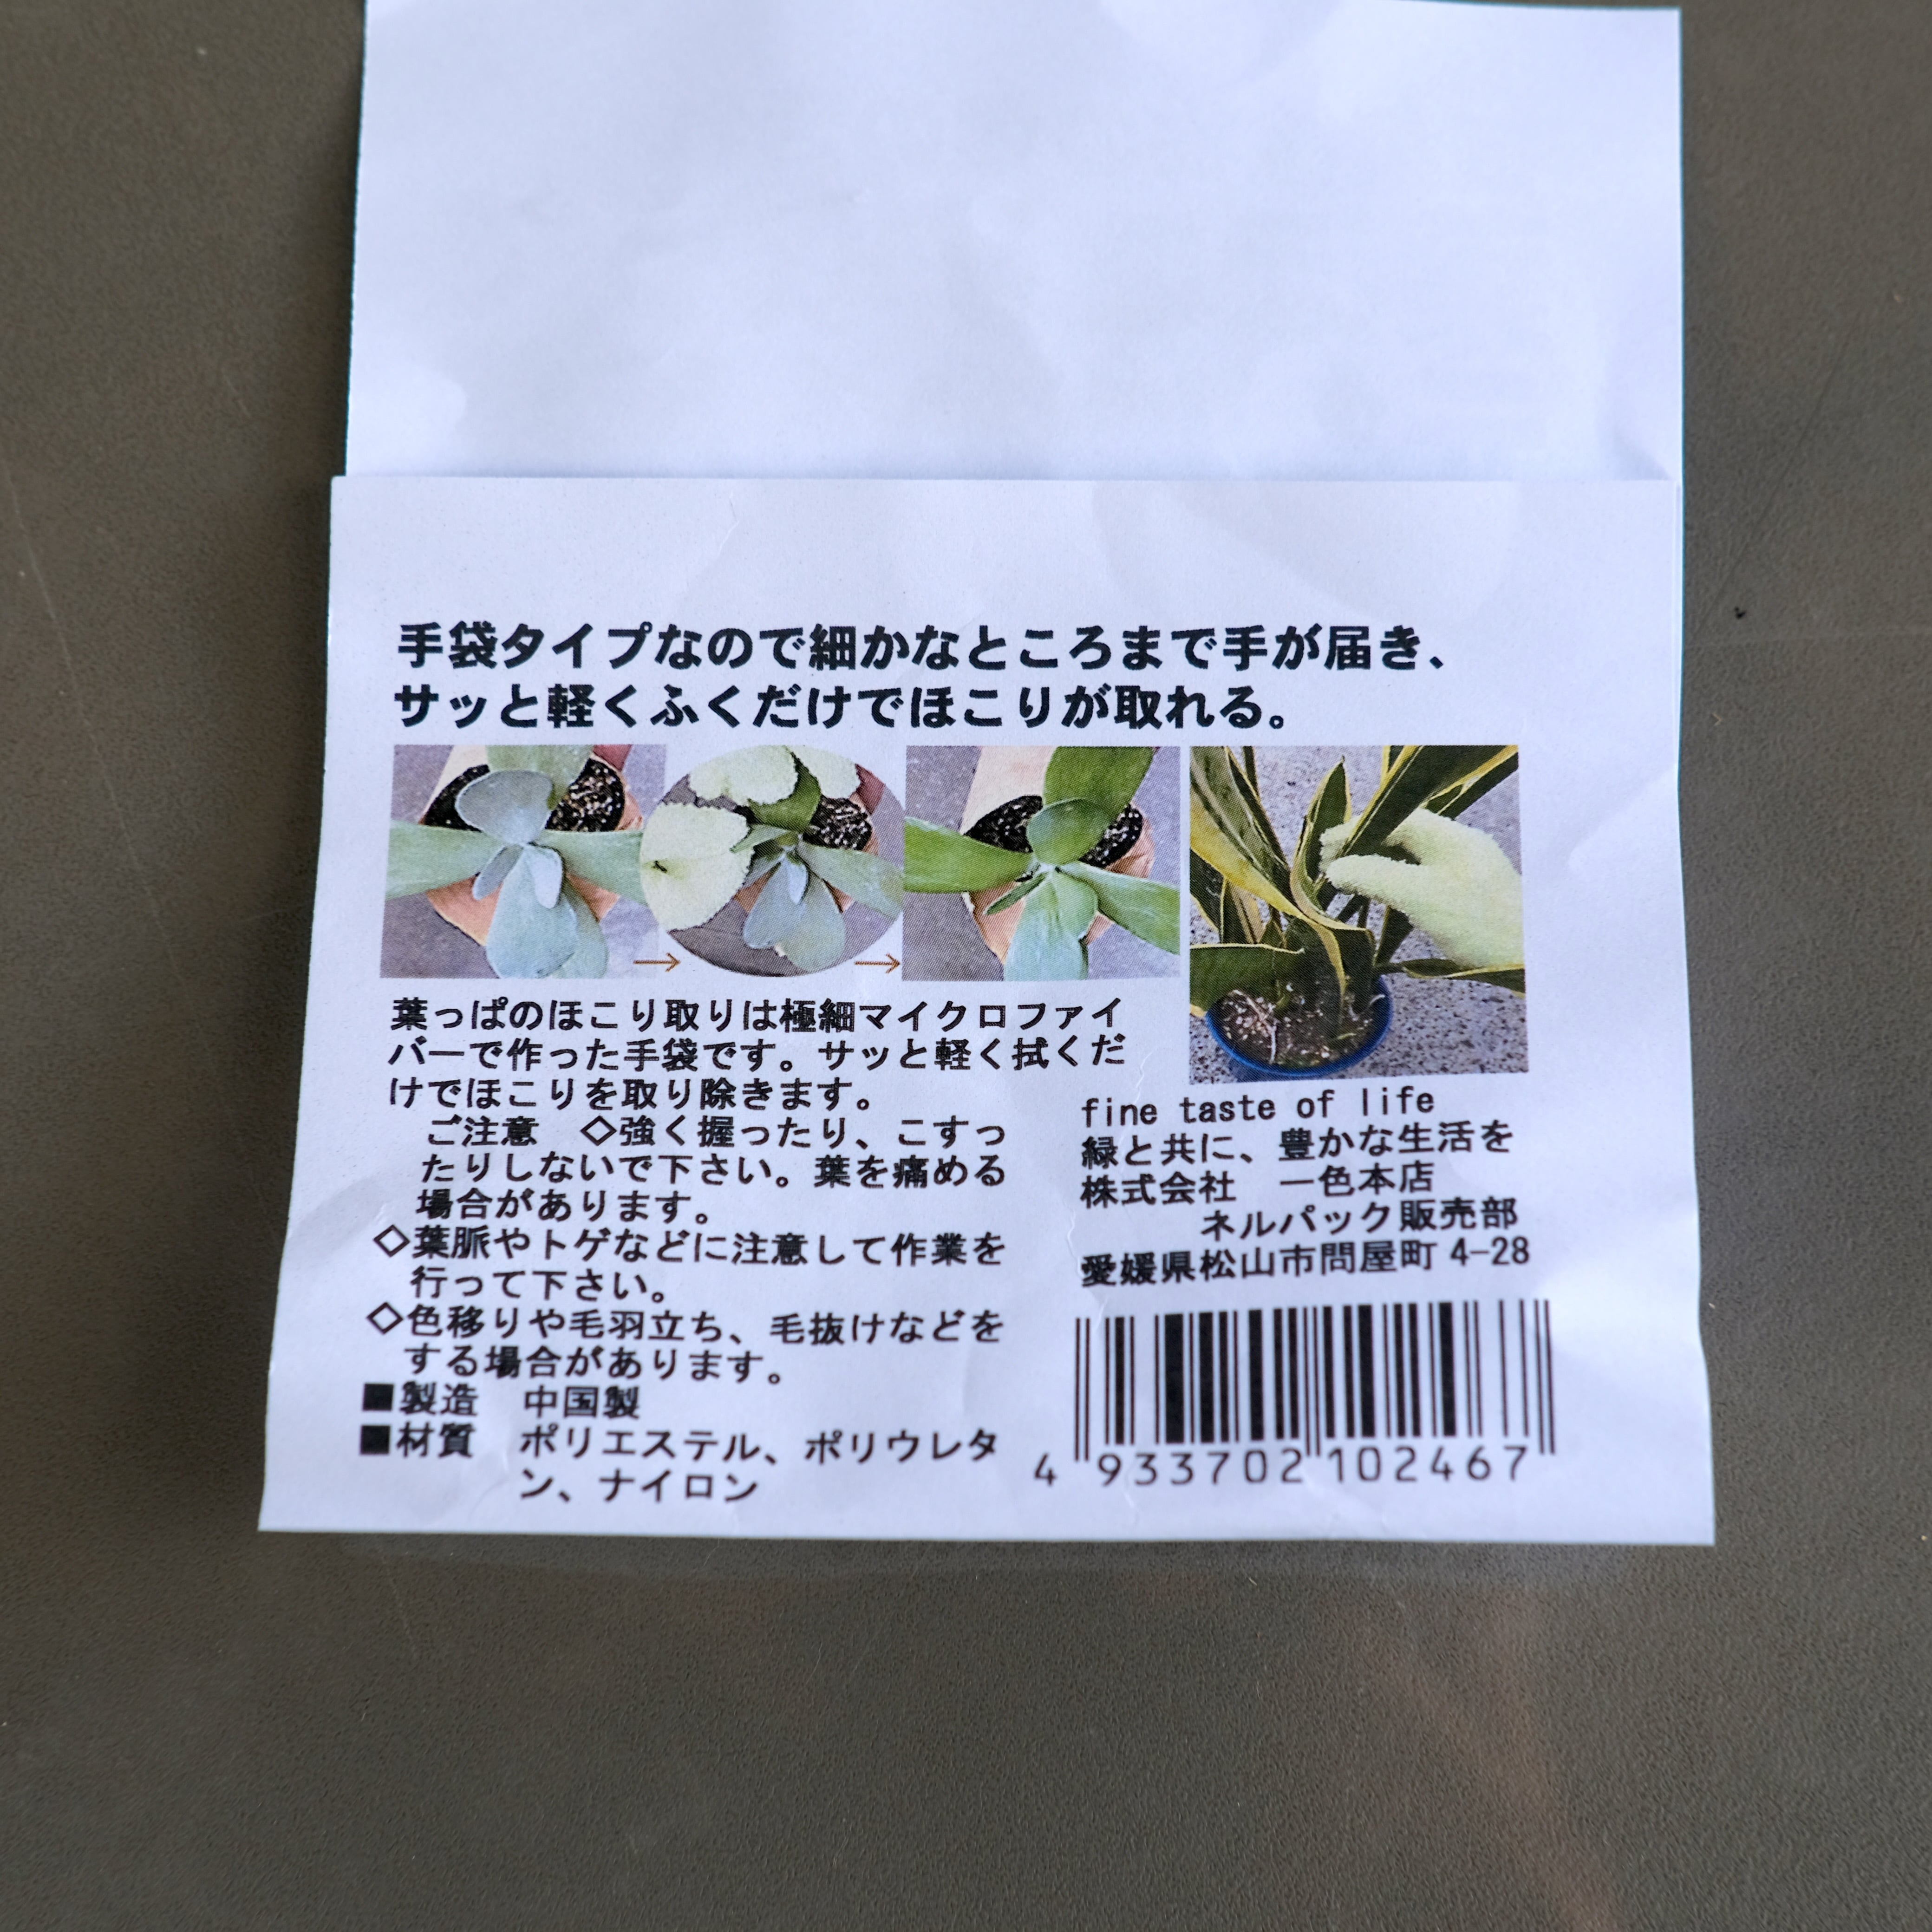 手袋タイプなので細かなところまで手が届き、
サッと軽くふくだけでほこりが取れる。
葉っぱのほこり取りは極細マイクロファイ
バーで作った手袋です。サッと軽く拭くだ
けでほこりを取り除きます。
ご注意　◇強く握ったり、こすっ
たりしないで下さい。葉を痛める
場合があります。
◇葉脈やトゲなどに注意して作業を
行って下さい。
◇色移りや毛羽立ち、毛抜けなどを
する場合があります。
■製造　中国製
■材質　ポリエステル、ポリウレタ
ン、ナイロン
fine taste of life
緑と共に、豊かな生活を
株式会社　一色本店
ネルパック販売部
愛媛県松山市問屋町 4-28
4 933702 102467